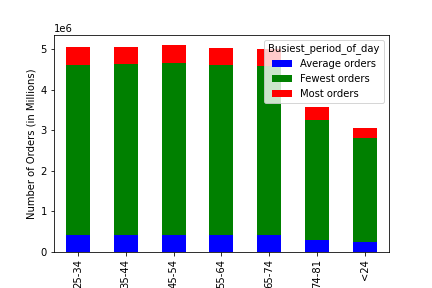 1e6
Number of Orders (in Millions)
5
4
3
2
1
0
Busiest_period_of_day
Average orders
Fewest orders
Most orders
25-34
35-44
45-54
55-64
65-74
74-81
<24